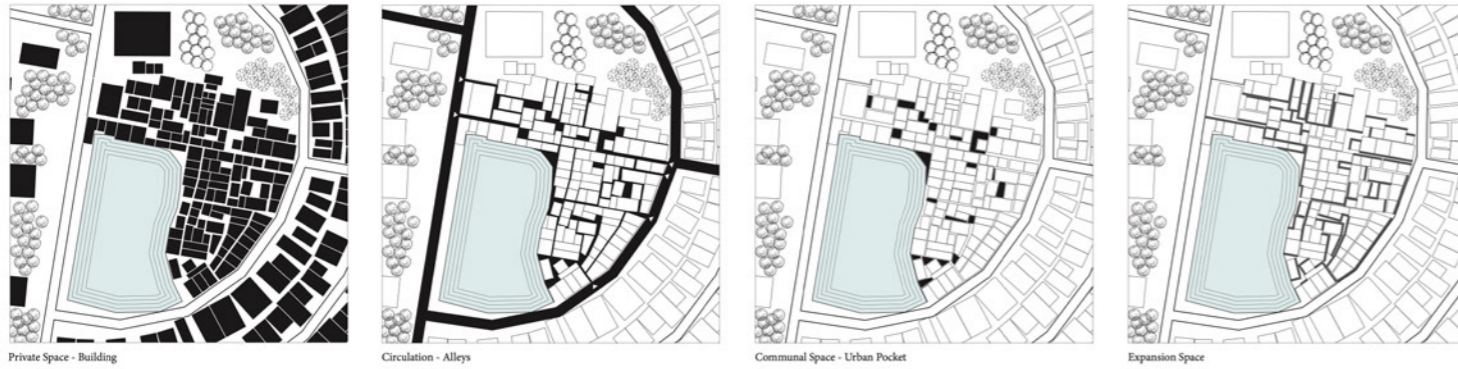 Private Space - Building
Circulation - Alleys
Communal Space - Urban Pocket
Expansion Space